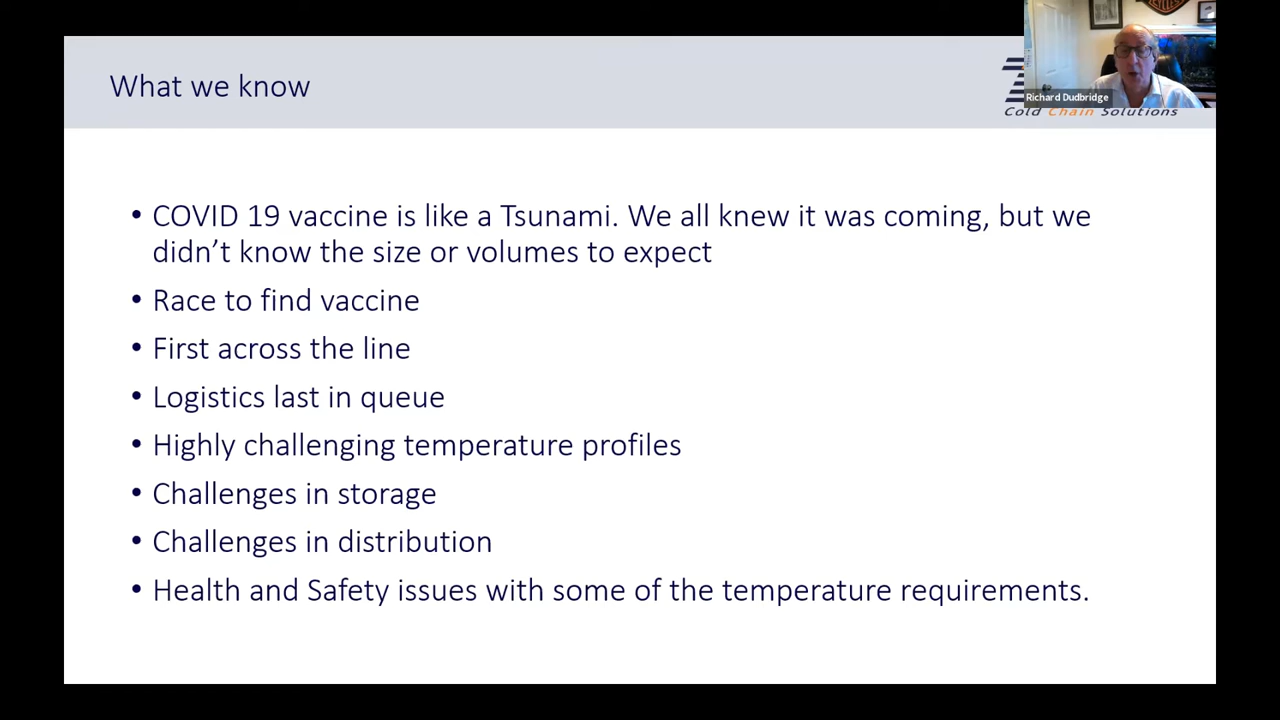 What we know
Richard Dudbridge
Cold Chain Solutions
• COVID 19 vaccine is like a Tsunami. We all knew it was coming, but we
didn’t know the size or volumes to expect
• Race to find vaccine
• First across the line
• Logistics last in queue
• Highly challenging temperature profiles
• Challenges in storage
• Challenges in distribution
• Health and Safety issues with some of the temperature requirements.